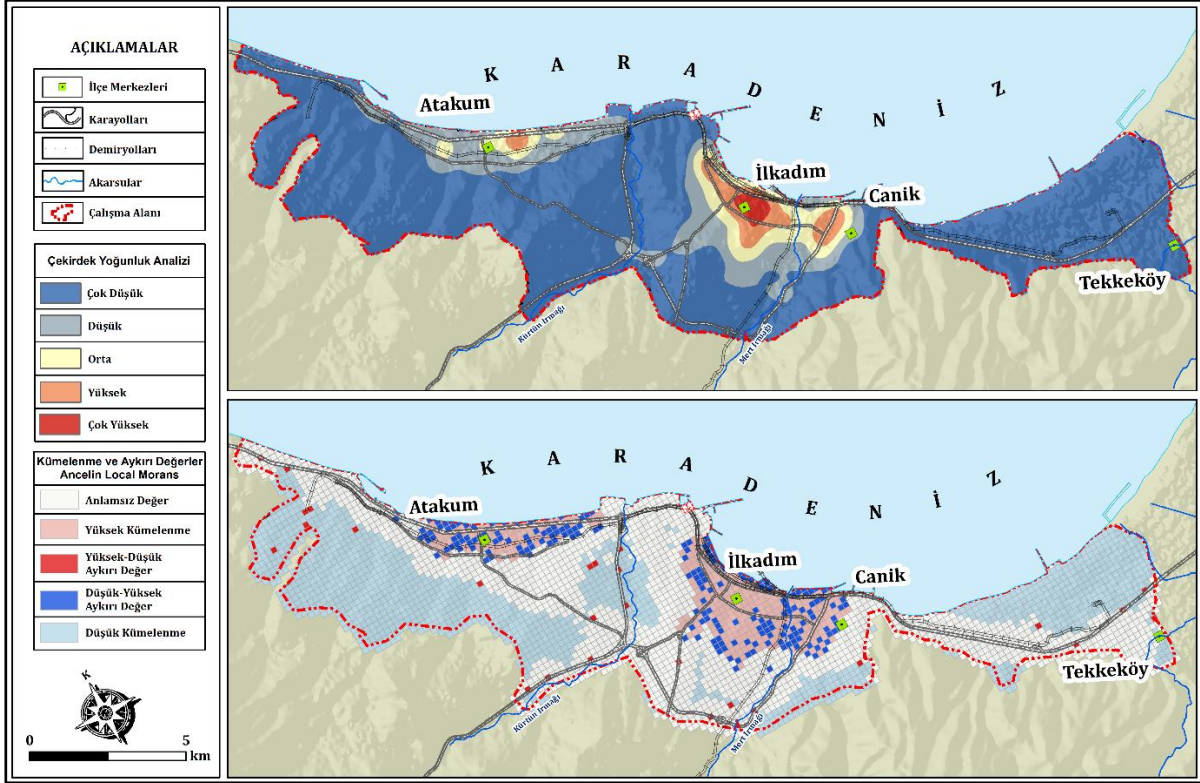 AÇIKLAMALAR
İlçe Merkezleri
Karayolları
Demiryolları
Akarsular
Çalışma Alanı
Çekirdek Yoğunluk Analizi
Çok Düşük
Düşük
Orta
Yüksek
Çok Yüksek
Kümelenme ve Aykırı Değerler
Ancelin Local Morans
Anlamsız Değer
Yüksek Kümelenme
Yüksek-Düşük
Aykırı Değer
Düşük-Yüksek
Aykırı Değer
Düşük Kümelenme
K
0 5
km
K A R A D E N İ Z
Atakum
İlkadım
Canik
Tekkeköy
Kürtün Irmağı
Mert Irmağı
K A R A D E N İ Z
Atakum
İlkadım
Canik
Tekkeköy
Kürtün Irmağı
Mert Irmağı